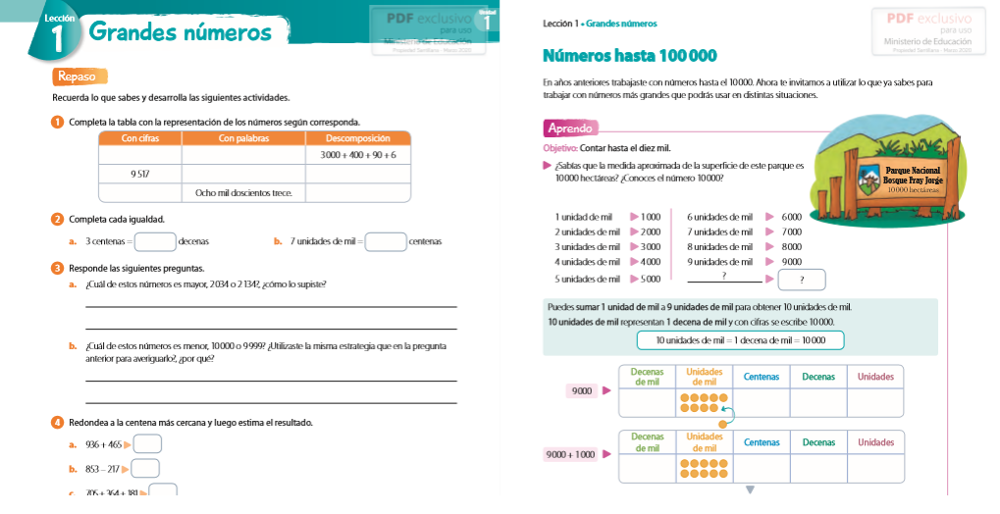 Lección
1
Grandes números
PDF exclusivo
para uso
Ministerio de Educación
Propiedad Santillana - Marzo 2020
Unidad
1
Repaso
Recuerda lo que sabes y desarrolla las siguientes actividades.
1 Completa la tabla con la representación de los números según corresponda.
Con cifras Con palabras Descomposición
3 000 + 400 + 90 + 6
9 517
Ocho mil doscientos trece.
2 Completa cada igualdad.
a. 3 centenas = decenas b. 7 unidades de mil = centenas
3 Responde las siguientes preguntas.
a. ¿Cuál de estos números es mayor, 2 034 o 2 134?, ¿cómo lo supiste?
b. ¿Cuál de estos números es menor, 10 000 o 9 999? ¿Utilizaste la misma estrategia que en la pregunta
anterior para averiguarlo?, ¿por qué?
4 Redondea a la centena más cercana y luego estima el resultado.
a. 936 + 465
b. 853 – 217
c. 705 + 364 + 181
Lección 1 • Grandes números
PDF exclusivo
para uso
Ministerio de Educación
Propiedad Santillana - Marzo 2020
Números hasta 100 000
En años anteriores trabajaste con números hasta el 10 000. Ahora te invitamos a utilizar lo que ya sabes para
trabajar con números más grandes que podrás usar en distintas situaciones.
Aprendo
Objetivo: Contar hasta el diez mil.
¿Sabías que la medida aproximada de la superficie de este parque es
10 000 hectáreas? ¿Conoces el número 10 000?
Parque Nacional
Bosque Fray Jorge
10 000 hectáreas
1 unidad de mil 1 000 6 unidades de mil 6 000
2 unidades de mil 2 000 7 unidades de mil 7 000
3 unidades de mil 3 000 8 unidades de mil 8 000
4 unidades de mil 4 000 9 unidades de mil 9 000
5 unidades de mil 5 000 ? ?
Puedes sumar 1 unidad de mil a 9 unidades de mil para obtener 10 unidades de mil.
10 unidades de mil representan 1 decena de mil y con cifras se escribe 10 000.
10 unidades de mil = 1 decena de mil = 10 000
Decenas de mil Unidades de mil Centenas Decenas Unidades
9 000
Decenas de mil Unidades de mil Centenas Decenas Unidades
9 000 + 1 000